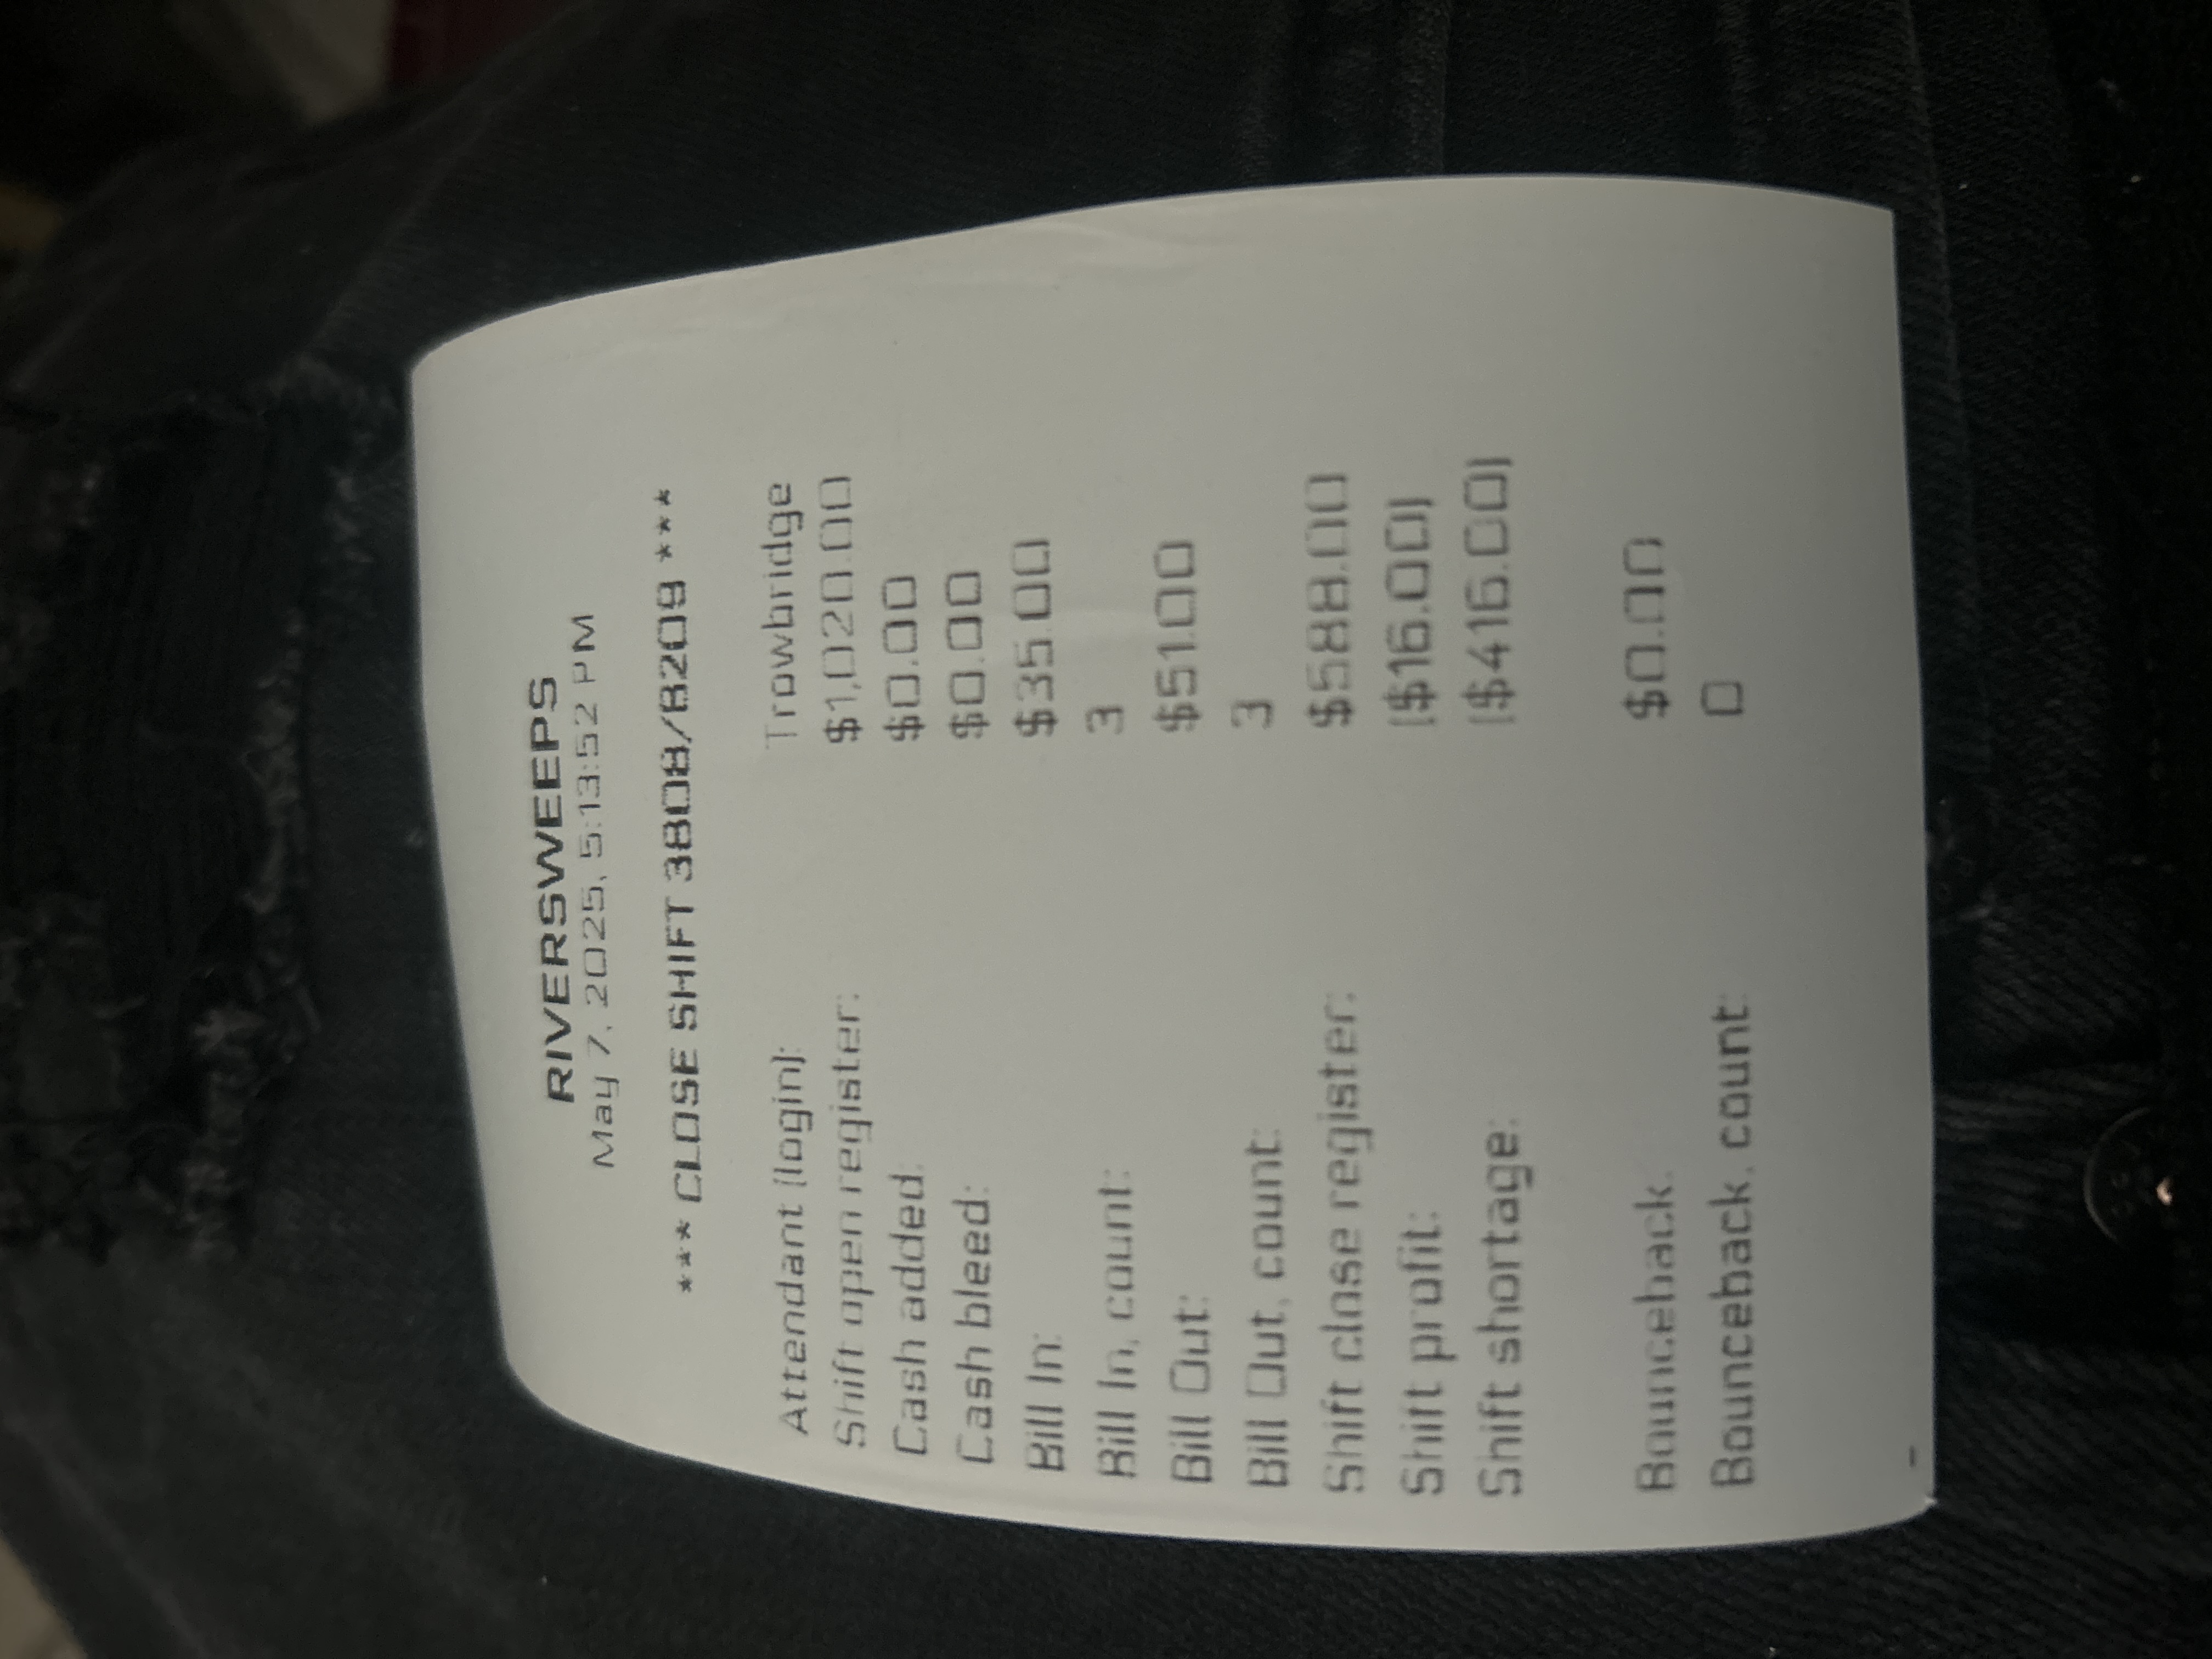 RIVERSWEEPS
May 7, 2025, 5:13:52 PM
*** CLOSE SHIFT 3808/8209 ***
Attendant (login): Trowbridge
Shift open register: $1,020.00
Cash added: $0.00
Cash bleed: $0.00
Bill In: $35.00
Bill In, count: 3
Bill Out: $51.00
Bill Out, count: 3
Shift close register: $588.00
Shift profit: ($16.00)
Shift shortage: ($416.00)
Bounceback: $0.00
Bounceback, count: 0